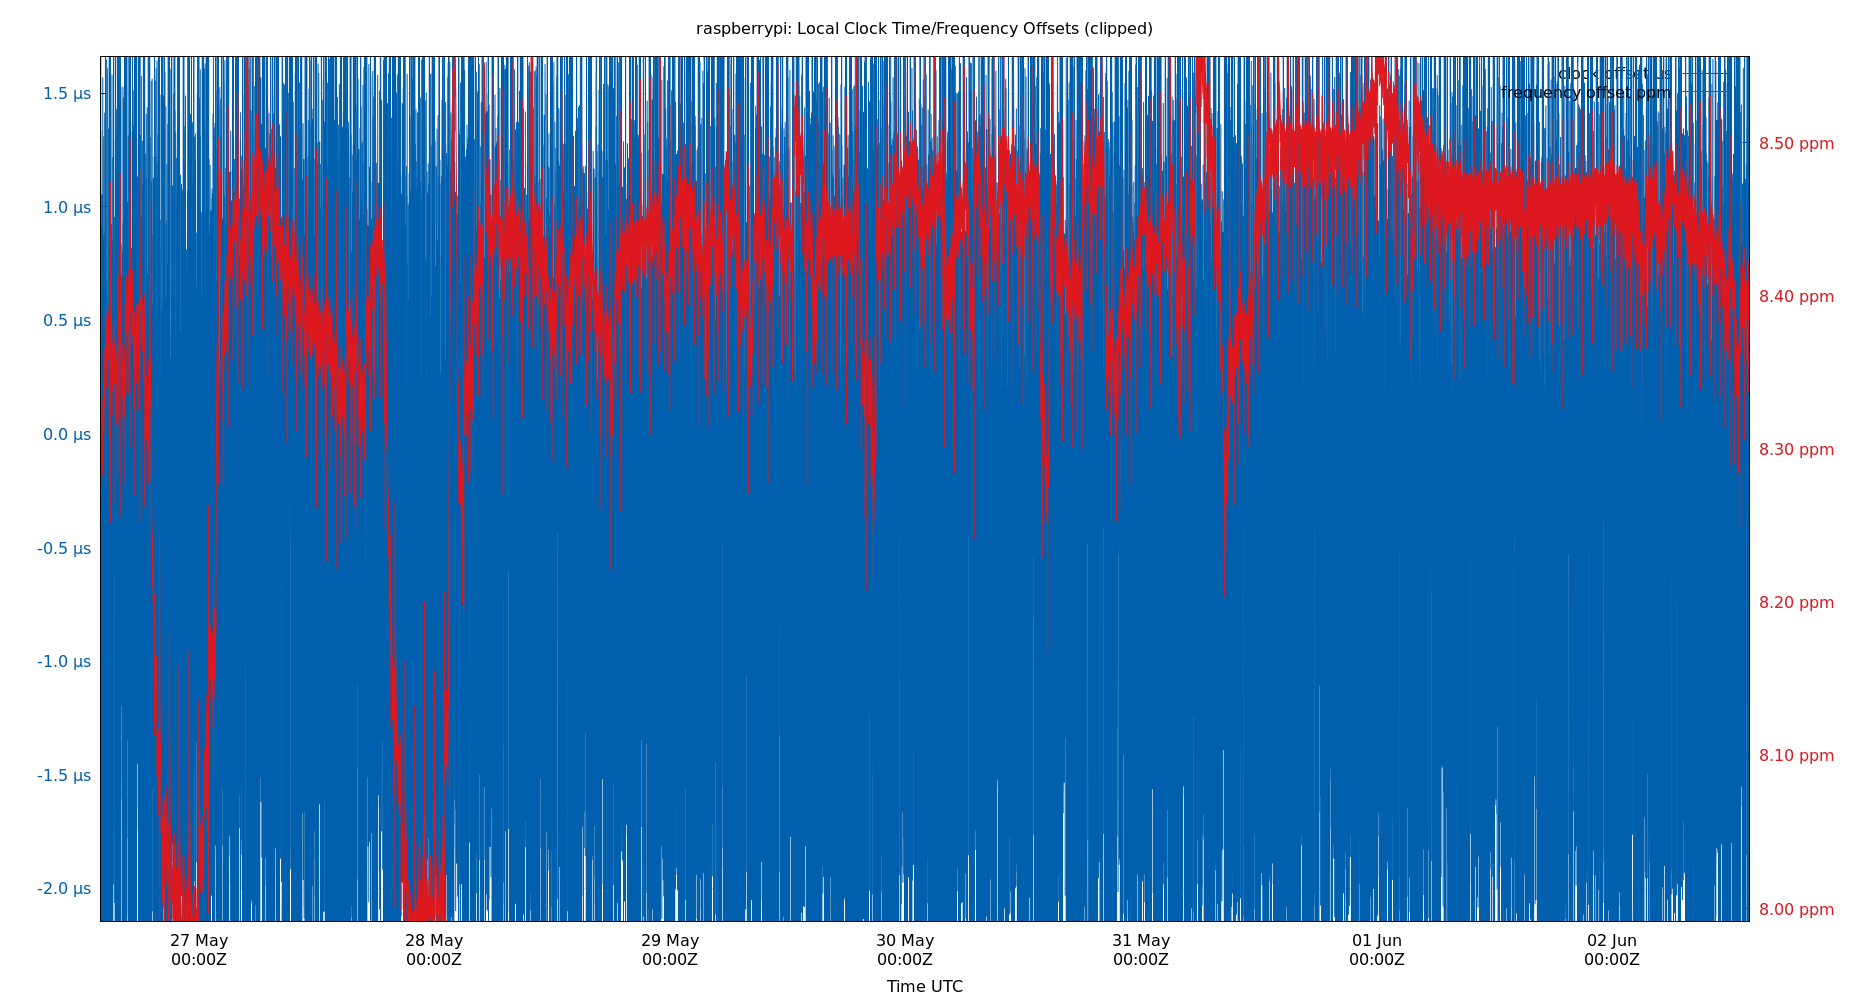 raspberrypi: Local Clock Time/Frequency Offsets (clipped)
clock offset us
frequency offset ppm
1.5 µs
1.0 µs
0.5 µs
0.0 µs
-0.5 µs
-1.0 µs
-1.5 µs
-2.0 µs
8.50 ppm
8.40 ppm
8.30 ppm
8.20 ppm
8.10 ppm
8.00 ppm
27 May
00:00Z
28 May
00:00Z
29 May
00:00Z
30 May
00:00Z
31 May
00:00Z
01 Jun
00:00Z
02 Jun
00:00Z
Time UTC